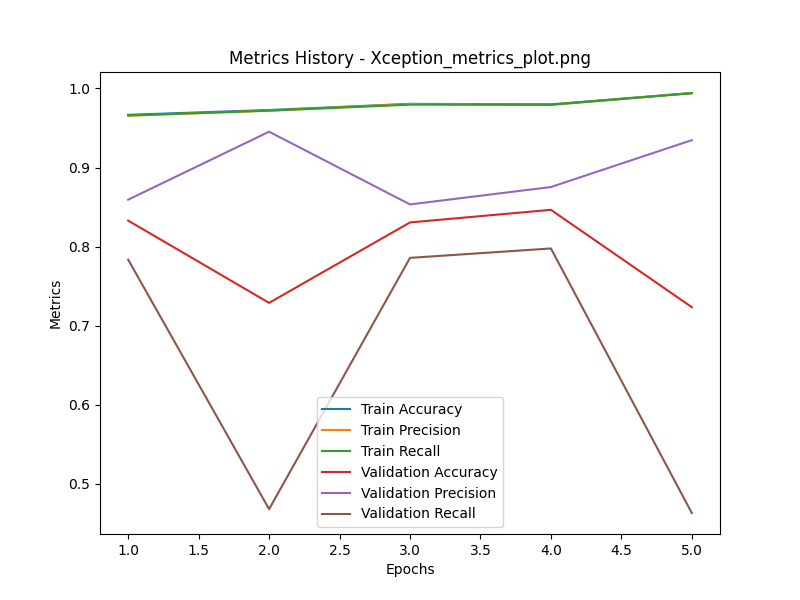 Metrics History - Xception_metrics_plot.png
Metrics
1.0
0.9
0.8
0.7
0.6
0.5
Train Accuracy
Train Precision
Train Recall
Validation Accuracy
Validation Precision
Validation Recall
1.0 1.5 2.0 2.5 3.0 3.5 4.0 4.5 5.0
Epochs